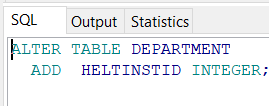 SQL Output Statistics
ALTER TABLE DEPARTMENT
ADD HELTINSTID INTEGER;